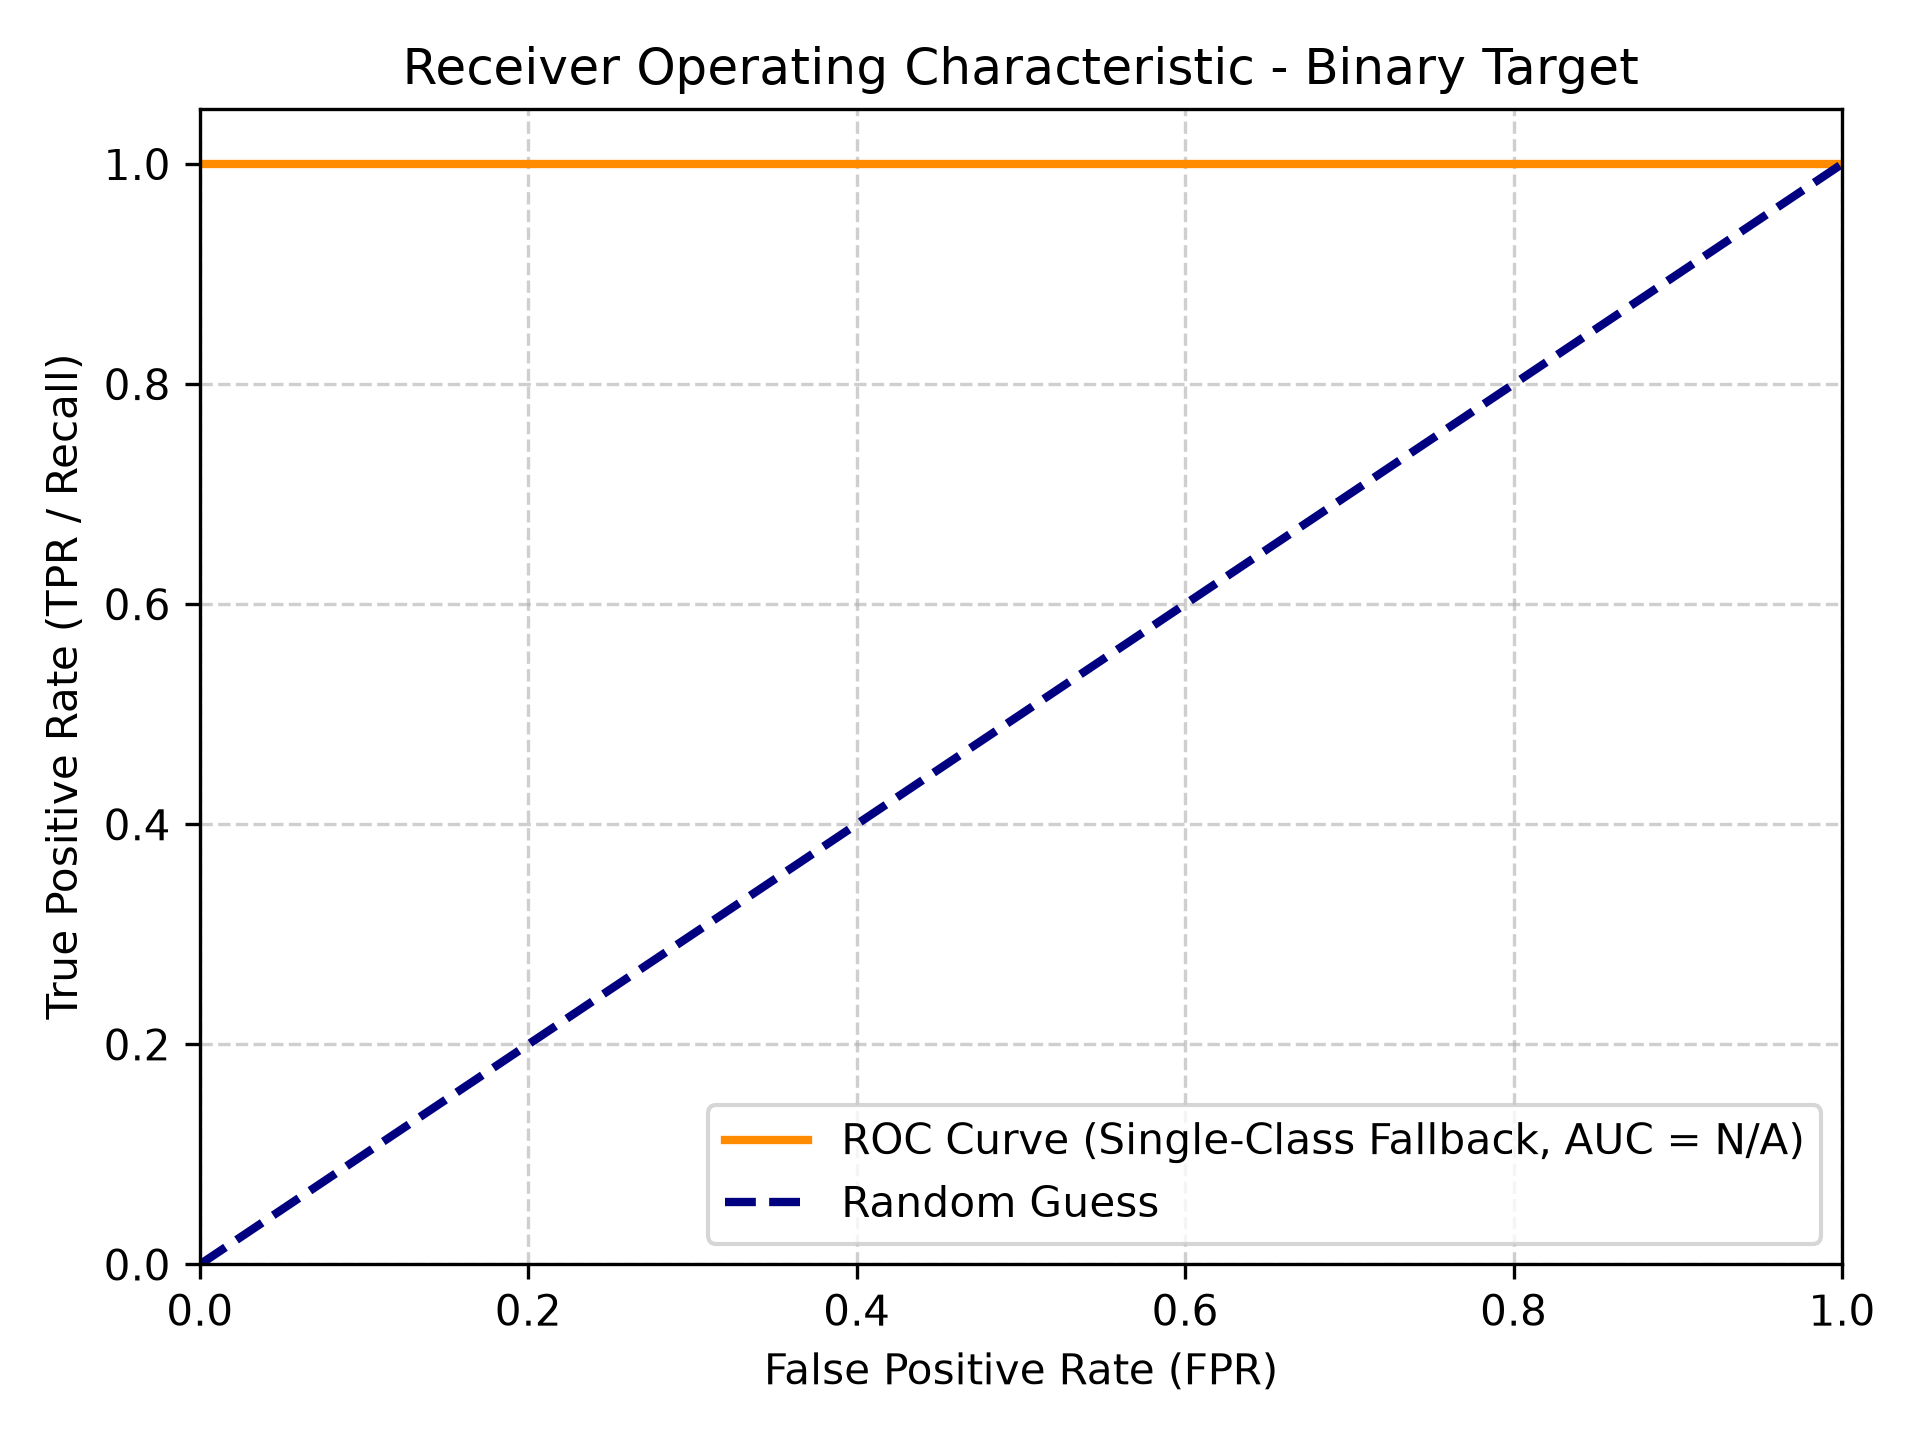 Receiver Operating Characteristic - Binary Target
True Positive Rate (TPR / Recall)
1.0
0.8
0.6
0.4
0.2
0.0
ROC Curve (Single-Class Fallback, AUC = N/A)
Random Guess
0.0 0.2 0.4 0.6 0.8 1.0
False Positive Rate (FPR)